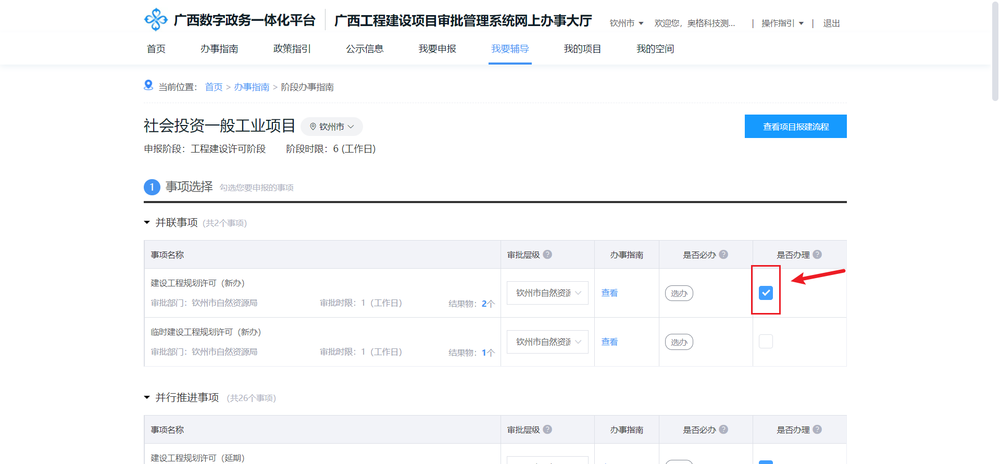 广西数字政务一体化平台 广西工程建设项目审批管理系统网上办事大厅 钦州市 欢迎您，奥格科技测... | 操作指引 | 退出
首页 办事指南 政策指引 公示信息 我要申报 我要辅导 我的项目 我的空间
当前位置： 首页 > 办事指南 > 阶段办事指南
社会投资一般工业项目 钦州市 查看项目报建流程
申报阶段：工程建设许可阶段 阶段时限：6 (工作日)
1 事项选择 勾选您要申报的事项
并联事项 (共2个事项)
事项名称 审批层级 ? 办事指南 是否必办 ? 是否办理 ?
建设工程规划许可（新办） 钦州市自然资源 查看 选办
审批部门：钦州市自然资源局 审批时限：1（工作日） 结果物：2个
临时建设工程规划许可（新办） 钦州市自然资源 查看 选办
审批部门：钦州市自然资源局 审批时限：1（工作日） 结果物：1个
并行推进事项 (共26个事项)
事项名称 审批层级 ? 办事指南 是否必办 ? 是否办理 ?
建设工程规划许可（延期）